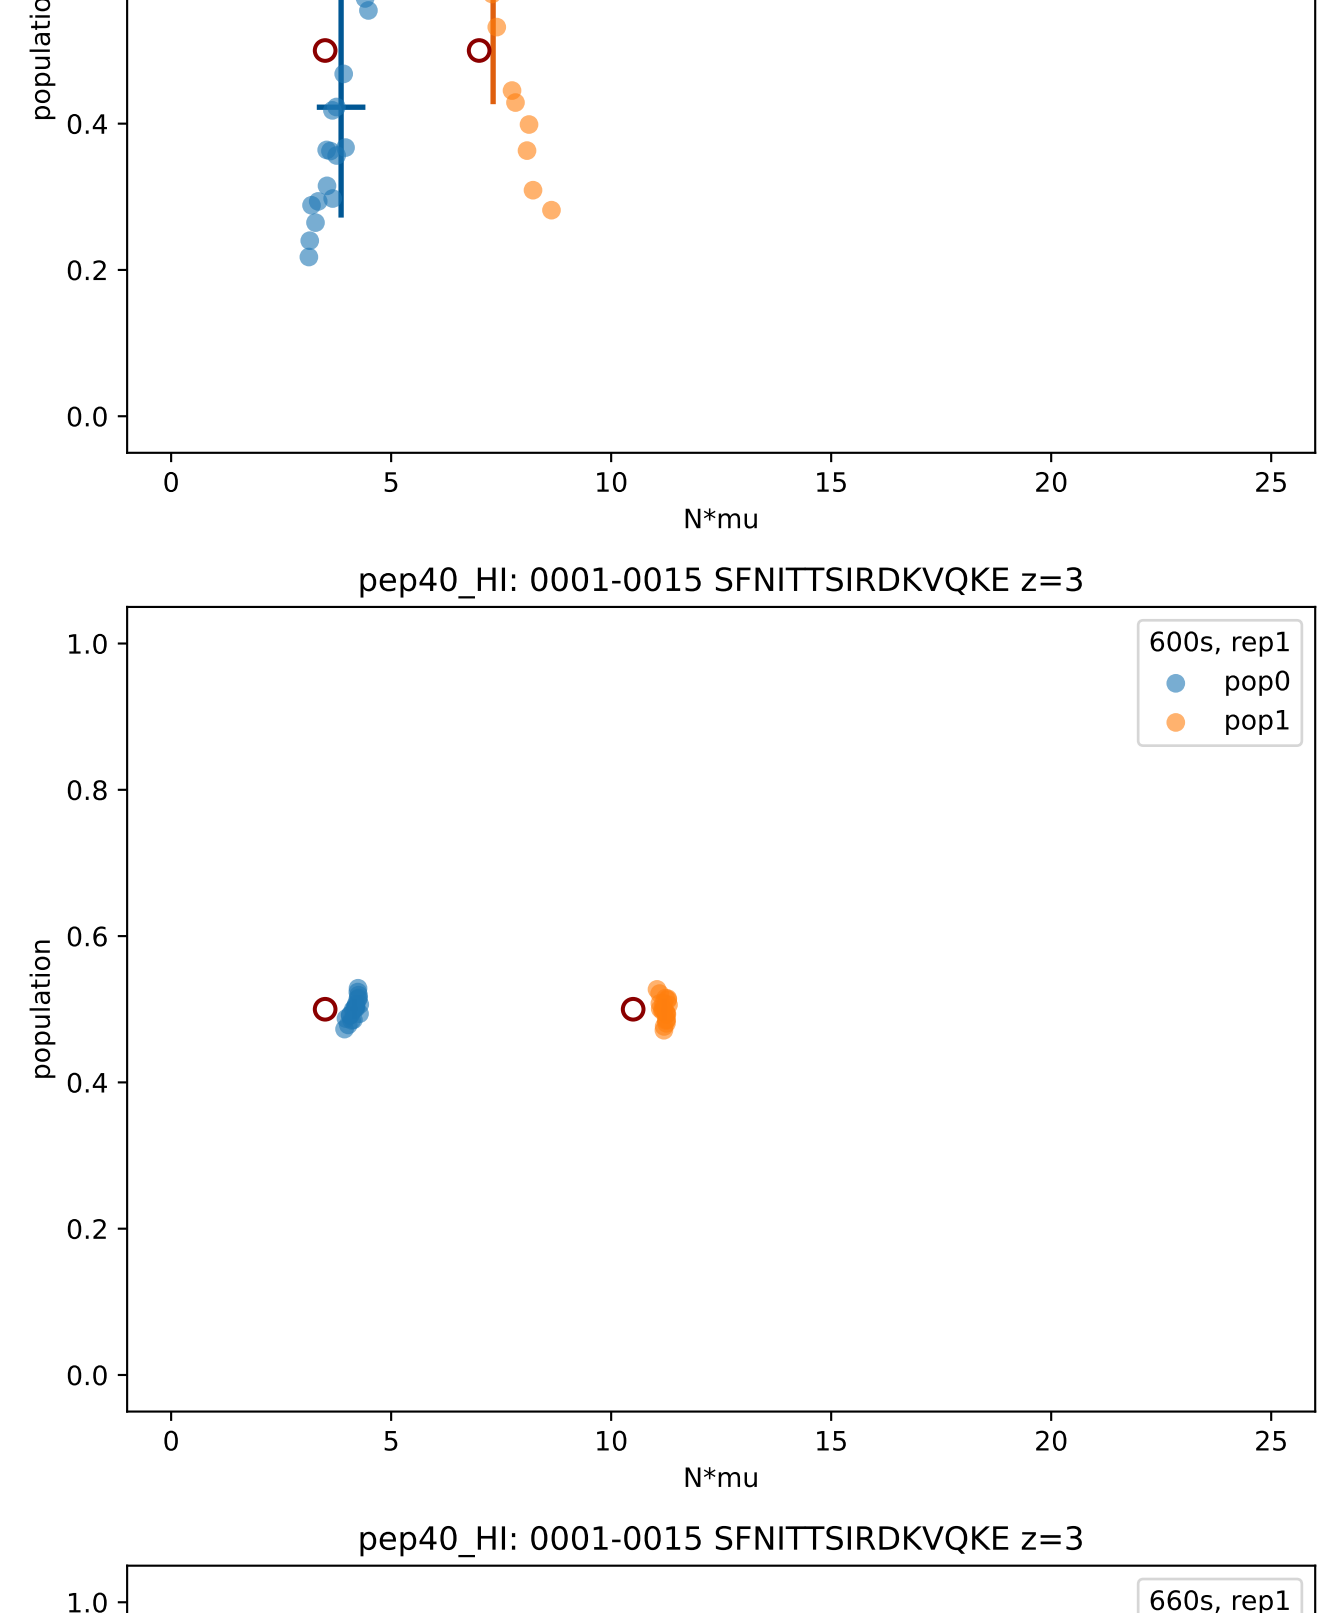 populatio
0.4
0.2
0.0
0 5 10 15 20 25
N*mu
pep40_HI: 0001-0015 SFNITTSIRDKVQKE z=3
600s, rep1
pop0
pop1
1.0
0.8
0.6
0.4
0.2
0.0
population
0 5 10 15 20 25
N*mu
pep40_HI: 0001-0015 SFNITTSIRDKVQKE z=3
660s, rep1
1.0